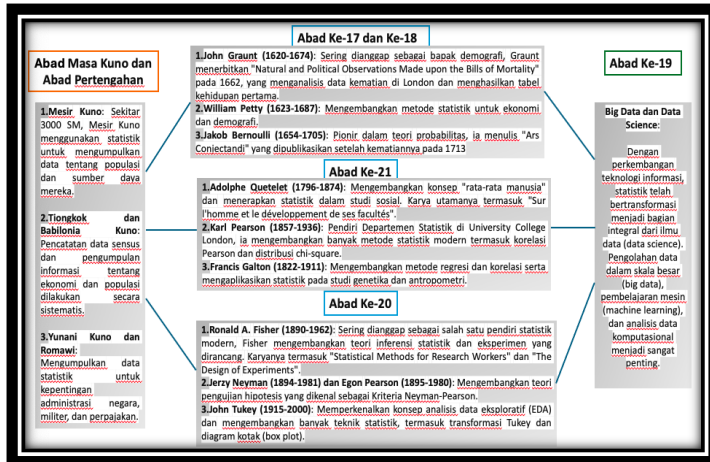 Abad Masa Kuno dan
Abad Pertengahan
1.Mesir Kuno: Sekitar
3000 SM, Mesir Kuno
menggunakan statistik
untuk mengumpulkan
data tentang populasi
dan sumber daya
mereka.
2.Tiongkok dan
Babilonia Kuno:
Pencatatan data sensus
dan pengumpulan
informasi tentang
ekonomi dan populasi
dilakukan secara
sistematis.
3.Yunani Kuno dan
Romawi:
Mengumpulkan data
statistik untuk
kepentingan
administrasi negara,
militer, dan perpajakan.
Abad Ke-17 dan Ke-18
1.John Graunt (1620-1674): Sering dianggap sebagai bapak demografi, Graunt
menerbitkan "Natural and Political Observations Made upon the Bills of Mortality"
pada 1662, yang menganalisis data kematian di London dan menghasilkan tabel
kehidupan pertama.
2.William Petty (1623-1687): Mengembangkan metode statistik untuk ekonomi
dan demografi.
3.Jakob Bernoulli (1654-1705): Pionir dalam teori probabilitas, ia menulis "Ars
Conjectandi" yang dipublikasikan setelah kematiannya pada 1713
Abad Ke-21
1.Adolphe Quetelet (1796-1874): Mengembangkan konsep "rata-rata manusia"
dan menerapkan statistik dalam studi sosial. Karya utamanya termasuk "Sur
l'homme et le développement de ses facultés".
2.Karl Pearson (1857-1936): Pendiri Departemen Statistik di University College
London, ia mengembangkan banyak metode statistik modern termasuk korelasi
Pearson dan distribusi chi-square.
3.Francis Galton (1822-1911): Mengembangkan metode regresi dan korelasi serta
mengaplikasikan statistik pada studi genetika dan antropometri.
Abad Ke-20
1.Ronald A. Fisher (1890-1962): Sering dianggap sebagai salah satu pendiri statistik
modern, Fisher mengembangkan teori inferensi statistik dan eksperimen yang
dirancang. Karyanya termasuk "Statistical Methods for Research Workers" dan "The
Design of Experiments".
2.Jerzy Neyman (1894-1981) dan Egon Pearson (1895-1980): Mengembangkan teori
pengujian hipotesis yang dikenal sebagai Kriteria Neyman-Pearson.
3.John Tukey (1915-2000): Memperkenalkan konsep analisis data eksploratif (EDA)
dan mengembangkan banyak teknik statistik, termasuk transformasi Tukey dan
diagram kotak (box plot).
Abad Ke-19
Big Data dan Data
Science:
Dengan
perkembangan
teknologi informasi,
statistik telah
bertransformasi
menjadi bagian
integral dari ilmu
data (data science).
Pengolahan data
dalam skala besar
(big data),
pembelajaran mesin
(machine learning),
dan analisis data
komputasional
menjadi sangat
penting.